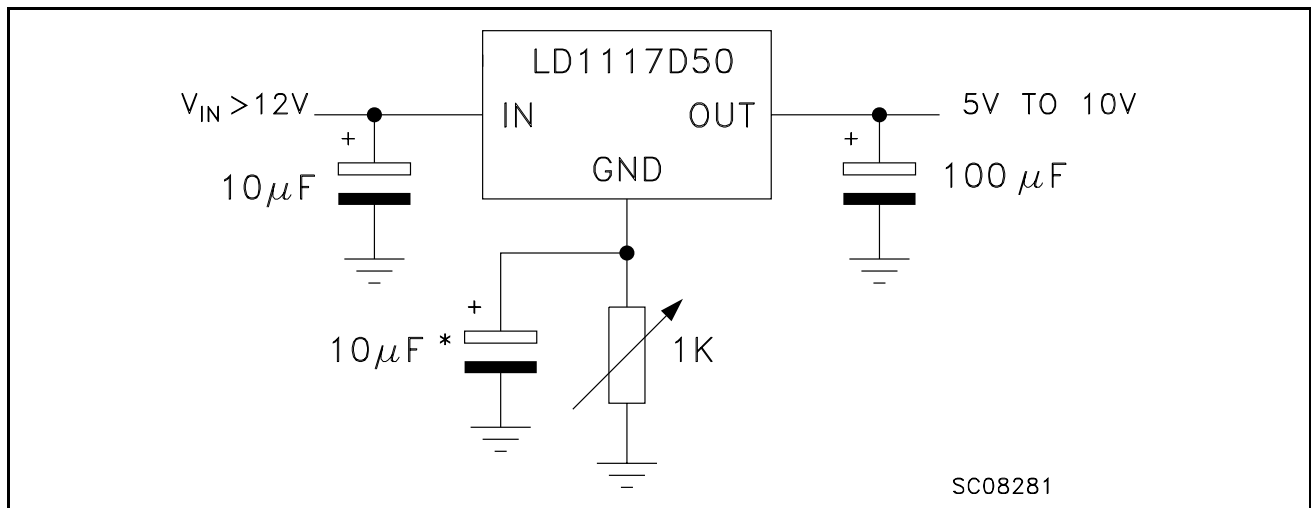 LD1117D50
V_IN >12V
IN
OUT
5V TO 10V
+
+
10μF
GND
100 μF
+
10μF *
1K
SC08281